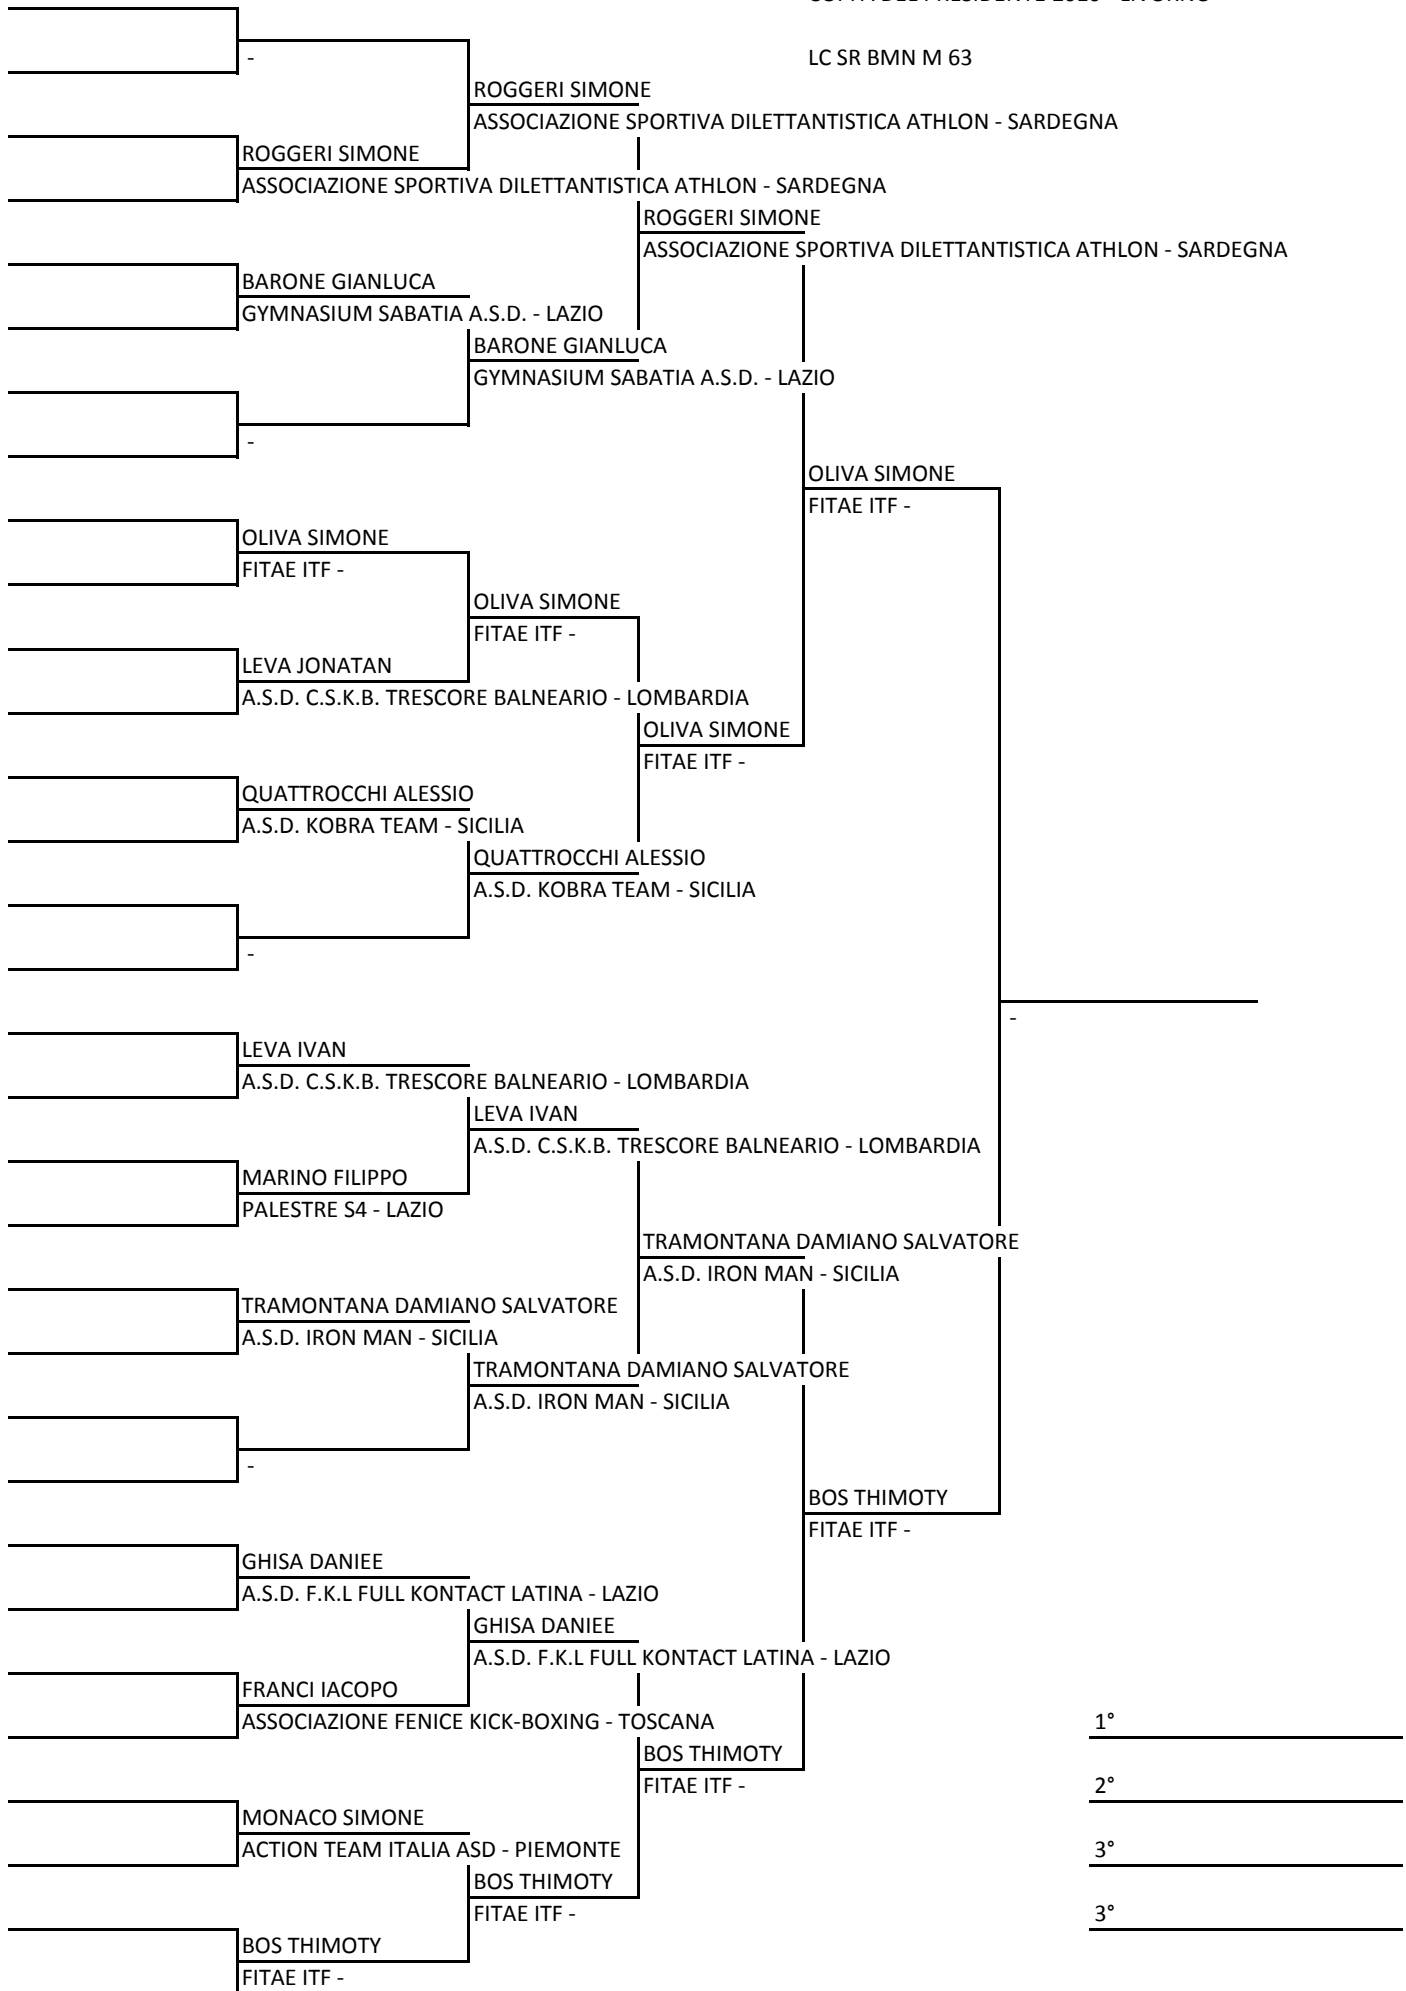 LC SR BMN M 63
-
ROGGERI SIMONE
ASSOCIAZIONE SPORTIVA DILETTANTISTICA ATHLON - SARDEGNA
ROGGERI SIMONE
ASSOCIAZIONE SPORTIVA DILETTANTISTICA ATHLON - SARDEGNA
ROGGERI SIMONE
ASSOCIAZIONE SPORTIVA DILETTANTISTICA ATHLON - SARDEGNA
BARONE GIANLUCA
GYMNASIUM SABATIA A.S.D. - LAZIO
BARONE GIANLUCA
GYMNASIUM SABATIA A.S.D. - LAZIO
-
OLIVA SIMONE
FITAE ITF -
OLIVA SIMONE
FITAE ITF -
OLIVA SIMONE
FITAE ITF -
LEVA JONATAN
A.S.D. C.S.K.B. TRESCORE BALNEARIO - LOMBARDIA
OLIVA SIMONE
FITAE ITF -
QUATTROCCHI ALESSIO
A.S.D. KOBRA TEAM - SICILIA
QUATTROCCHI ALESSIO
A.S.D. KOBRA TEAM - SICILIA
-
-
LEVA IVAN
A.S.D. C.S.K.B. TRESCORE BALNEARIO - LOMBARDIA
LEVA IVAN
A.S.D. C.S.K.B. TRESCORE BALNEARIO - LOMBARDIA
MARINO FILIPPO
PALESTRE S4 - LAZIO
TRAMONTANA DAMIANO SALVATORE
A.S.D. IRON MAN - SICILIA
TRAMONTANA DAMIANO SALVATORE
A.S.D. IRON MAN - SICILIA
TRAMONTANA DAMIANO SALVATORE
A.S.D. IRON MAN - SICILIA
-
BOS THIMOTY
FITAE ITF -
GHISA DANIEE
A.S.D. F.K.L FULL KONTACT LATINA - LAZIO
GHISA DANIEE
A.S.D. F.K.L FULL KONTACT LATINA - LAZIO
FRANCI IACOPO
ASSOCIAZIONE FENICE KICK-BOXING - TOSCANA
1°
BOS THIMOTY
FITAE ITF -
2°
MONACO SIMONE
ACTION TEAM ITALIA ASD - PIEMONTE
3°
BOS THIMOTY
FITAE ITF -
3°
BOS THIMOTY
FITAE ITF -